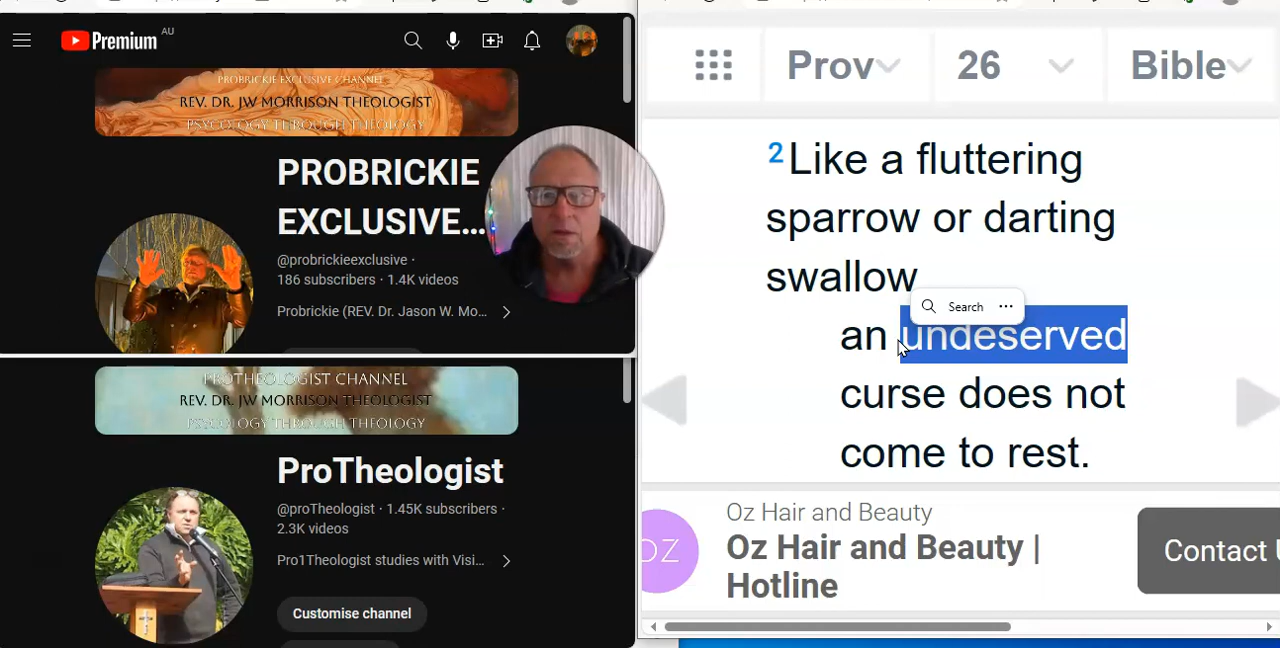 Premium AU
PROBRICKIE EXCLUSIVE CHANNEL
REV. DR. JW MORRISON THEOLOGIST
PSYCOLOGY THROUGH THEOLOGY
PROBRICKIE
EXCLUSIVE...
@probrickieexclusive ·
186 subscribers · 1.4K videos
Probrickie (REV. Dr. Jason W. Mo...
PROTHEOLOGIST CHANNEL
REV. DR. JW MORRISON THEOLOGIST
PSYCOLOGY THROUGH THEOLOGY
ProTheologist
@proTheologist · 1.45K subscribers ·
2.3K videos
Pro1Theologist studies with Visi...
Customise channel
Prov 26 Bible
2 Like a fluttering
sparrow or darting
swallow
Search ...
an undeserved
curse does not
come to rest.
OZ
Oz Hair and Beauty
Oz Hair and Beauty |
Hotline
Contact